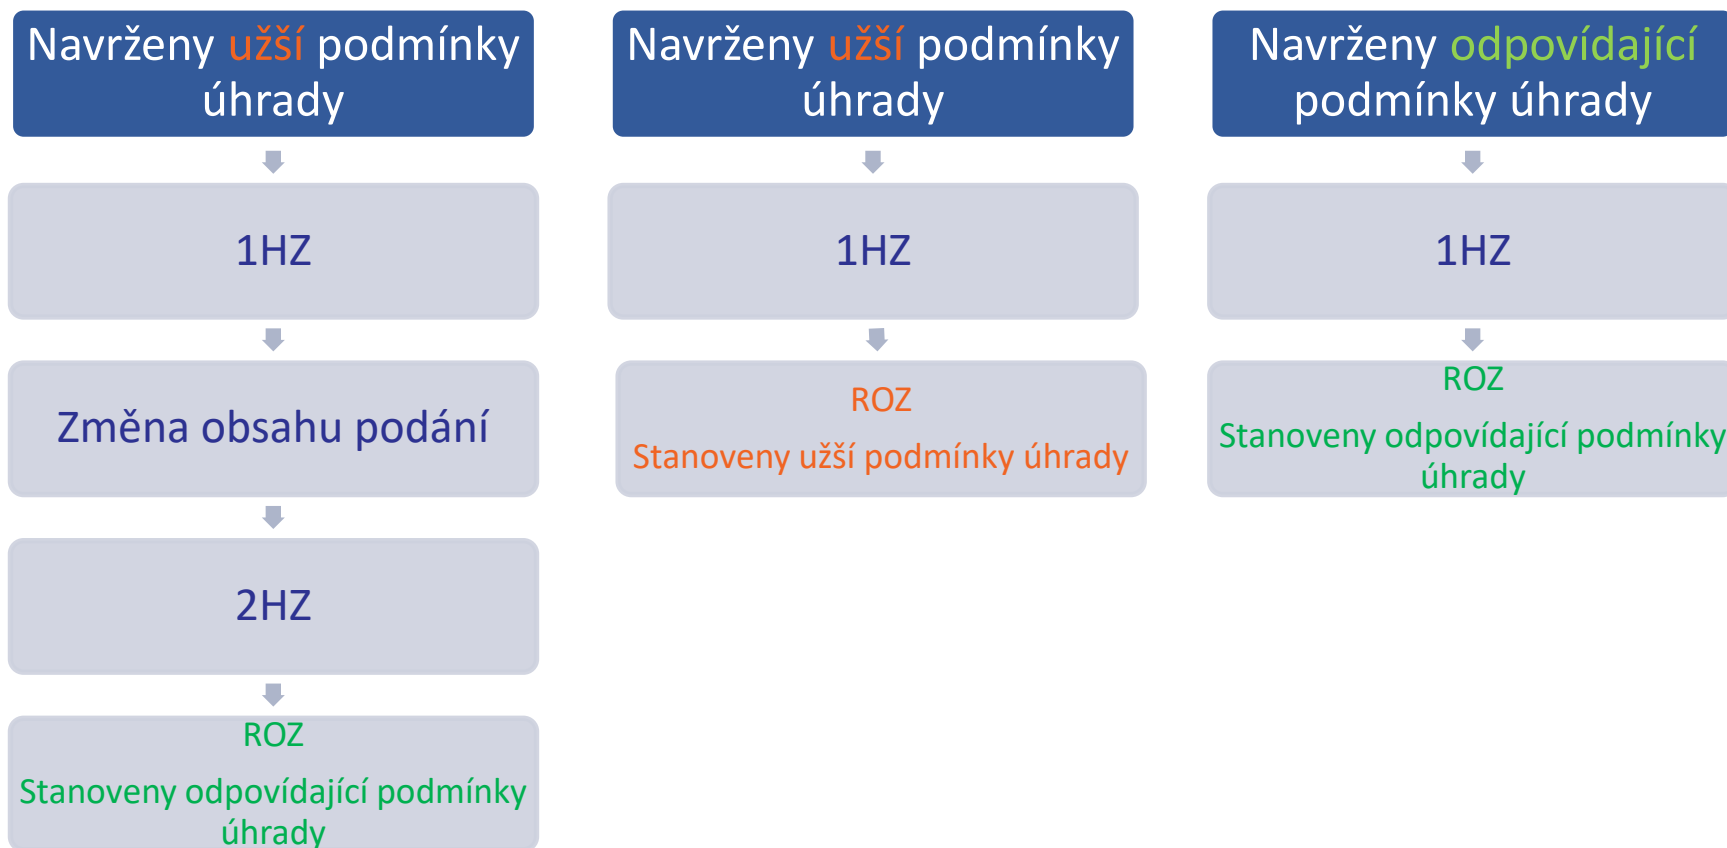 Navrženy užší podmínky
úhrady
1HZ
Změna obsahu podání
2HZ
ROZ
Stanoveny odpovídající podmínky
úhrady
Navrženy užší podmínky
úhrady
1HZ
ROZ
Stanoveny užší podmínky úhrady
Navrženy odpovídající
podmínky úhrady
1HZ
ROZ
Stanoveny odpovídající podmínky
úhrady